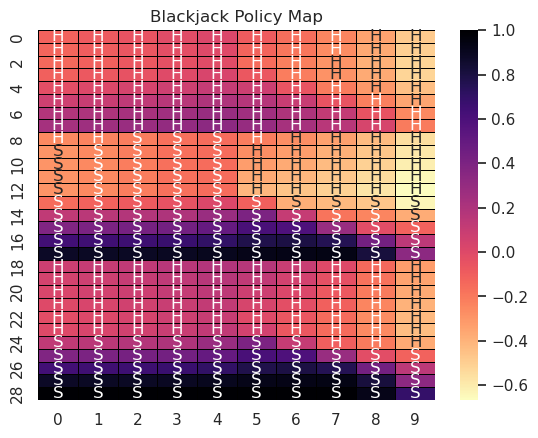 Blackjack Policy Map
0 H H H H H H H H H H
H H H H H H H H H H
2 H H H H H H H H H H
H H H H H H H H H H
4 H H H H H H H H H H
H H H H H H H H H H
6 H H H H H H H H H H
H H H H H H H H H H
8 H S S S S H H H H H
S S S S S H H H H H
10 S S S S S H H H H H
S S S S S H H H H H
12 S S S S S H H H H H
S S S S S S S S S S
14 S S S S S S S S S S
S S S S S S S S S S
16 S S S S S S S S S S
S S S S S S S S S S
18 H H H H H H H H H H
H H H H H H H H H H
20 H H H H H H H H H H
H H H H H H H H H H
22 H H H H H H H H H H
H H H H H H H H H H
24 S S S S S S S S S H
S S S S S S S S S S
26 S S S S S S S S S S
S S S S S S S S S S
28 S S S S S S S S S S
0 1 2 3 4 5 6 7 8 9
1.0
0.8
0.6
0.4
0.2
0.0
−0.2
−0.4
−0.6